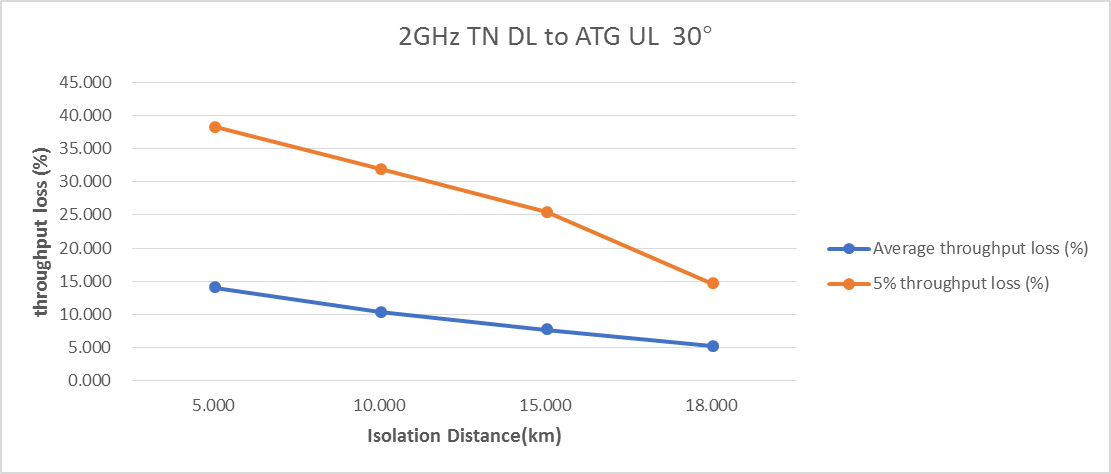 2GHz TN DL to ATG UL  30°
45.000
40.000
35.000
30.000
25.000
20.000
15.000
10.000
5.000
0.000
throughput loss (%)
5.000 10.000 15.000 18.000
Isolation Distance(km)
Average throughput loss (%)
5% throughput loss (%)